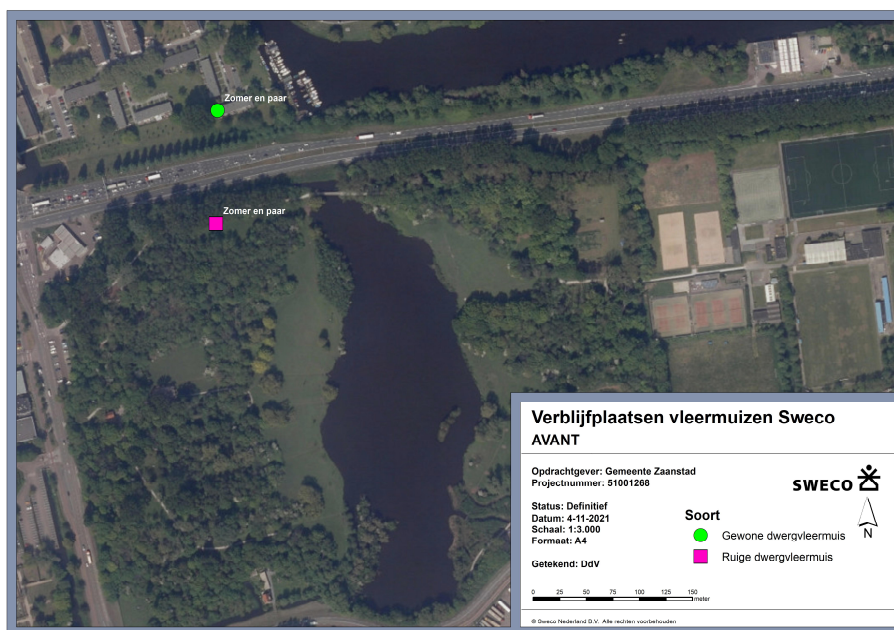 Zomer en paar
Zomer en paar
Verblijfplaatsen vleermuizen Sweco
AVANT
Opdrachtgever: Gemeente Zaanstad
Projectnummer: 51001268
Status: Definitief
Datum: 4-11-2021
Schaal: 1:3.000
Formaat: A4
Getekend: DdV
SWECO
N
Soort
Gewone dwergvleermuis
Ruige dwergvleermuis
0 25 50 75 100 125 150
meter
© Sweco Nederland B.V. Alle rechten voorbehouden